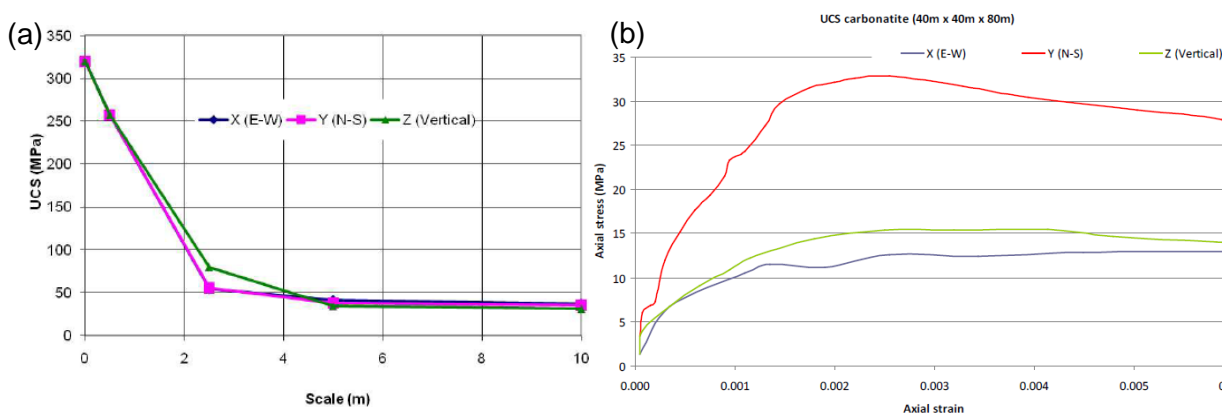 (a)
350
300
250
200
150
100
50
0
UCS (MPa)
X (E-W) Y (N-S) Z (Vertical)
0 2 4 6 8 10
Scale (m)
(b)
UCS carbonatite (40m x 40m x 80m)
X (E-W) Y (N-S) Z (Vertical)
35
30
25
20
15
10
5
0
Axial stress (MPa)
0.000 0.001 0.002 0.003 0.004 0.005 0
Axial strain